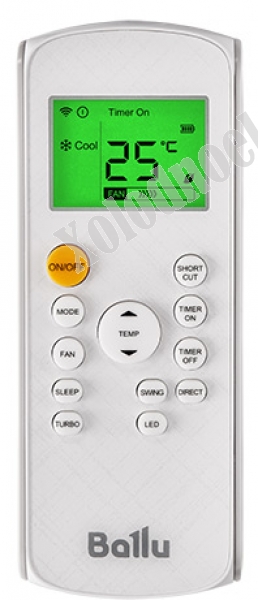 Timer On
Cool 25°C
FAN
ON/OFF
SHORT CUT
MODE
TIMER ON
TEMP
FAN
TIMER OFF
SLEEP
SWING
DIRECT
TURBO
LED
Ballu